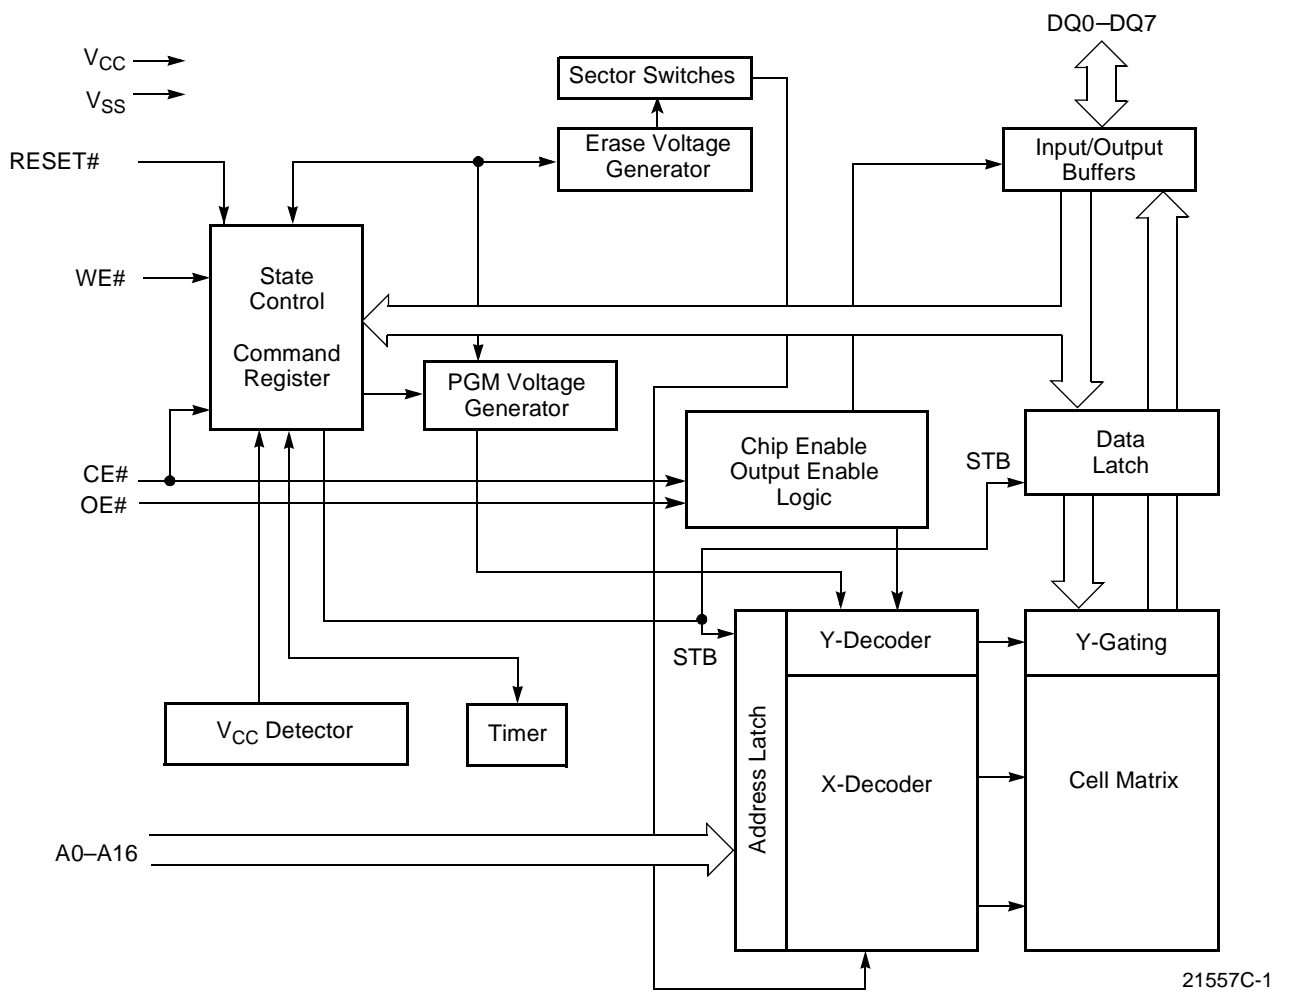 DQ0–DQ7
VCC
VSS
Sector Switches
Erase Voltage
Generator
Input/Output
Buffers
RESET#
WE#
State
Control
Command
Register
PGM Voltage
Generator
Chip Enable
Output Enable
Logic
STB
Data
Latch
CE#
OE#
STB
Y-Decoder
Y-Gating
VCC Detector
Timer
Address Latch
X-Decoder
Cell Matrix
A0–A16
21557C-1